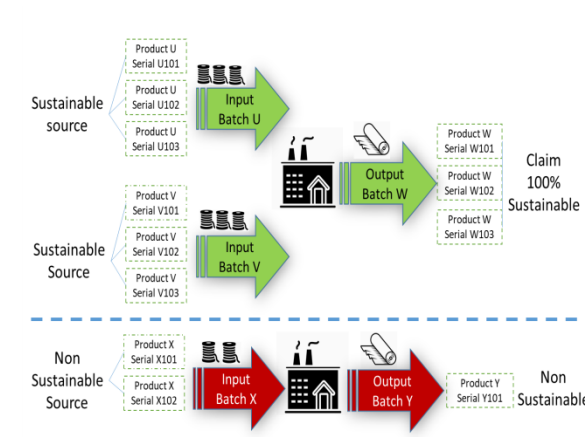 Sustainable
source
Product U
Serial U101
Product U
Serial U102
Product U
Serial U103
Input
Batch U
Sustainable
Source
Product V
Serial V101
Product V
Serial V102
Product V
Serial V103
Input
Batch V
Output
Batch W
Product W
Serial W101
Product W
Serial W102
Product W
Serial W103
Claim
100%
Sustainable
Non
Sustainable
Source
Product X
Serial X101
Product X
Serial X102
Input
Batch X
Output
Batch Y
Product Y
Serial Y101
Non
Sustainable